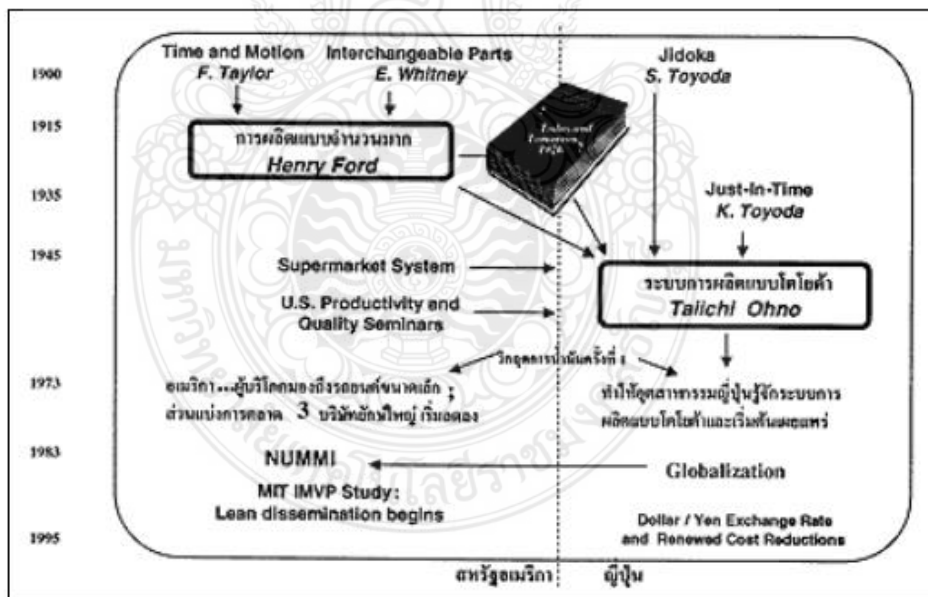 Time and Motion
F. Taylor
Interchangeable Parts
E. Whitney
Jidoka
S. Toyoda
1900
1915
การผลิตแบบจำนวนมาก
Henry Ford
Today and
Tomorrow
1926
1935
Just-In-Time
K. Toyoda
1945
Supermarket System
ระบบการผลิตแบบโตโยต้า
Taiichi Ohno
U.S. Productivity and
Quality Seminars
วิกฤตการน้ำมันครั้งที่ 1
1973
อเมริกา...ผู้บริโภคมองถึงรถยนต์ขนาดเล็ก ;
ส่วนแบ่งการตลาด 3 บริษัทยักษ์ใหญ่ เริ่มลดลง
ทำให้อุตสาหกรรมญี่ปุ่นรู้จักระบบการ
ผลิตแบบโตโยต้าและเริ่มต้นเผยแพร่
1983
NUMMI
Globalization
MIT IMVP Study:
Lean dissemination begins
Dollar / Yen Exchange Rate
and Renewed Cost Reductions
1995
สหรัฐอเมริกา
ญี่ปุ่น